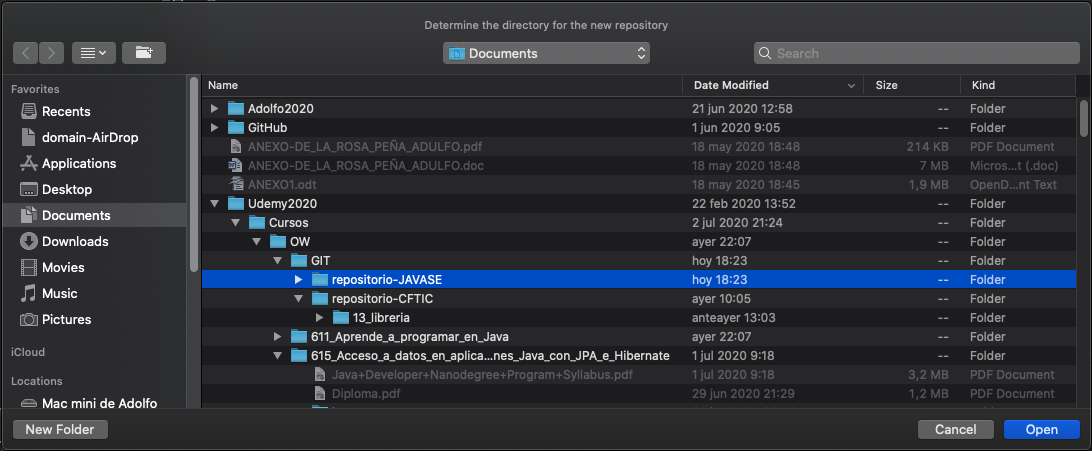 Determine the directory for the new repository
Documents
Search
Favorites
Recents
domain-AirDrop
Applications
Desktop
Documents
Downloads
Movies
Music
Pictures
iCloud
Locations
Mac mini de Adolfo
Name Date Modified Size Kind
Adolfo2020 21 jun 2020 12:58 -- Folder
GitHub 1 jun 2020 9:05 -- Folder
ANEXO-DE_LA_ROSA_PEÑA_ADULFO.pdf 18 may 2020 18:48 214 KB PDF Document
ANEXO-DE_LA_ROSA_PEÑA_ADULFO.doc 18 may 2020 18:48 7 MB Micros...t (.doc)
ANEXO1.odt 18 may 2020 18:45 1,9 MB OpenD...nt Text
Udemy2020 22 feb 2020 13:52 -- Folder
Cursos 2 jul 2020 21:24 -- Folder
OW ayer 22:07 -- Folder
GIT hoy 18:23 -- Folder
repositorio-JAVASE hoy 18:23 -- Folder
repositorio-CFTIC ayer 10:05 -- Folder
13_libreria anteayer 13:03 -- Folder
611_Aprende_a_programar_en_Java ayer 22:07 -- Folder
615_Acceso_a_datos_en_aplica...nes_Java_con_JPA_e_Hibernate 1 jul 2020 9:18 -- Folder
Java+Developer+Nanodegree+Program+Syllabus.pdf 1 jul 2020 9:18 3,2 MB PDF Document
Diploma.pdf 29 jun 2020 21:29 1,2 MB PDF Document
New Folder Cancel Open